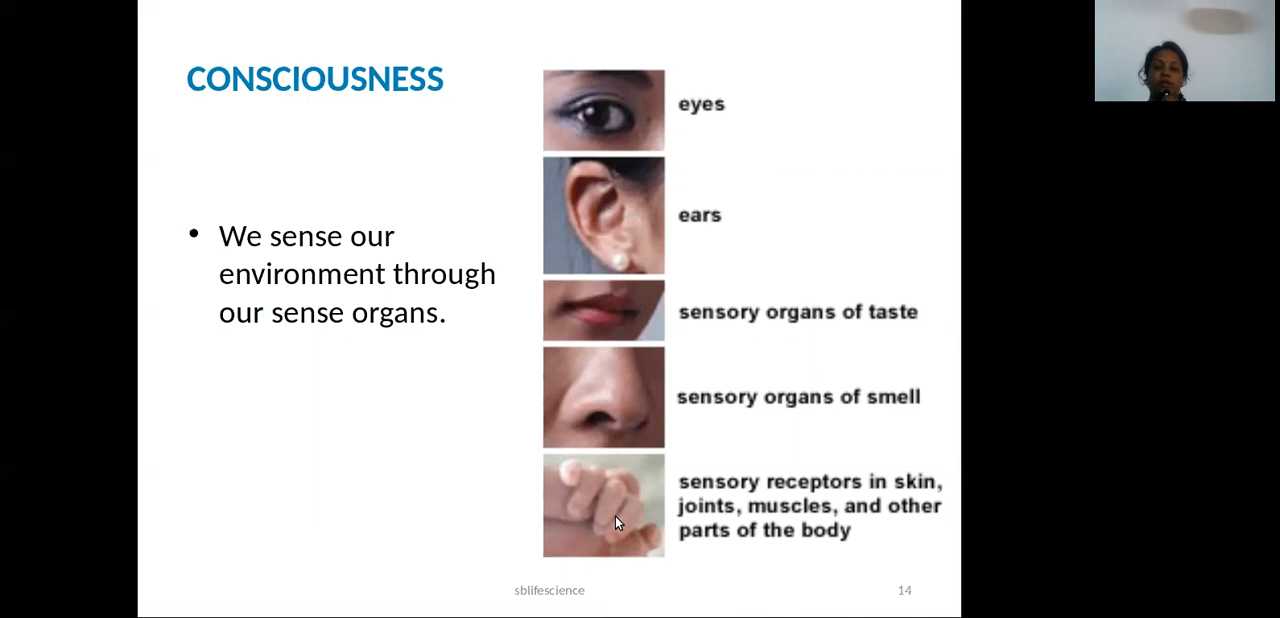 CONSCIOUSNESS
• We sense our
environment through
our sense organs.
eyes
ears
sensory organs of taste
sensory organs of smell
sensory receptors in skin,
joints, muscles, and other
parts of the body
sblifescience
14